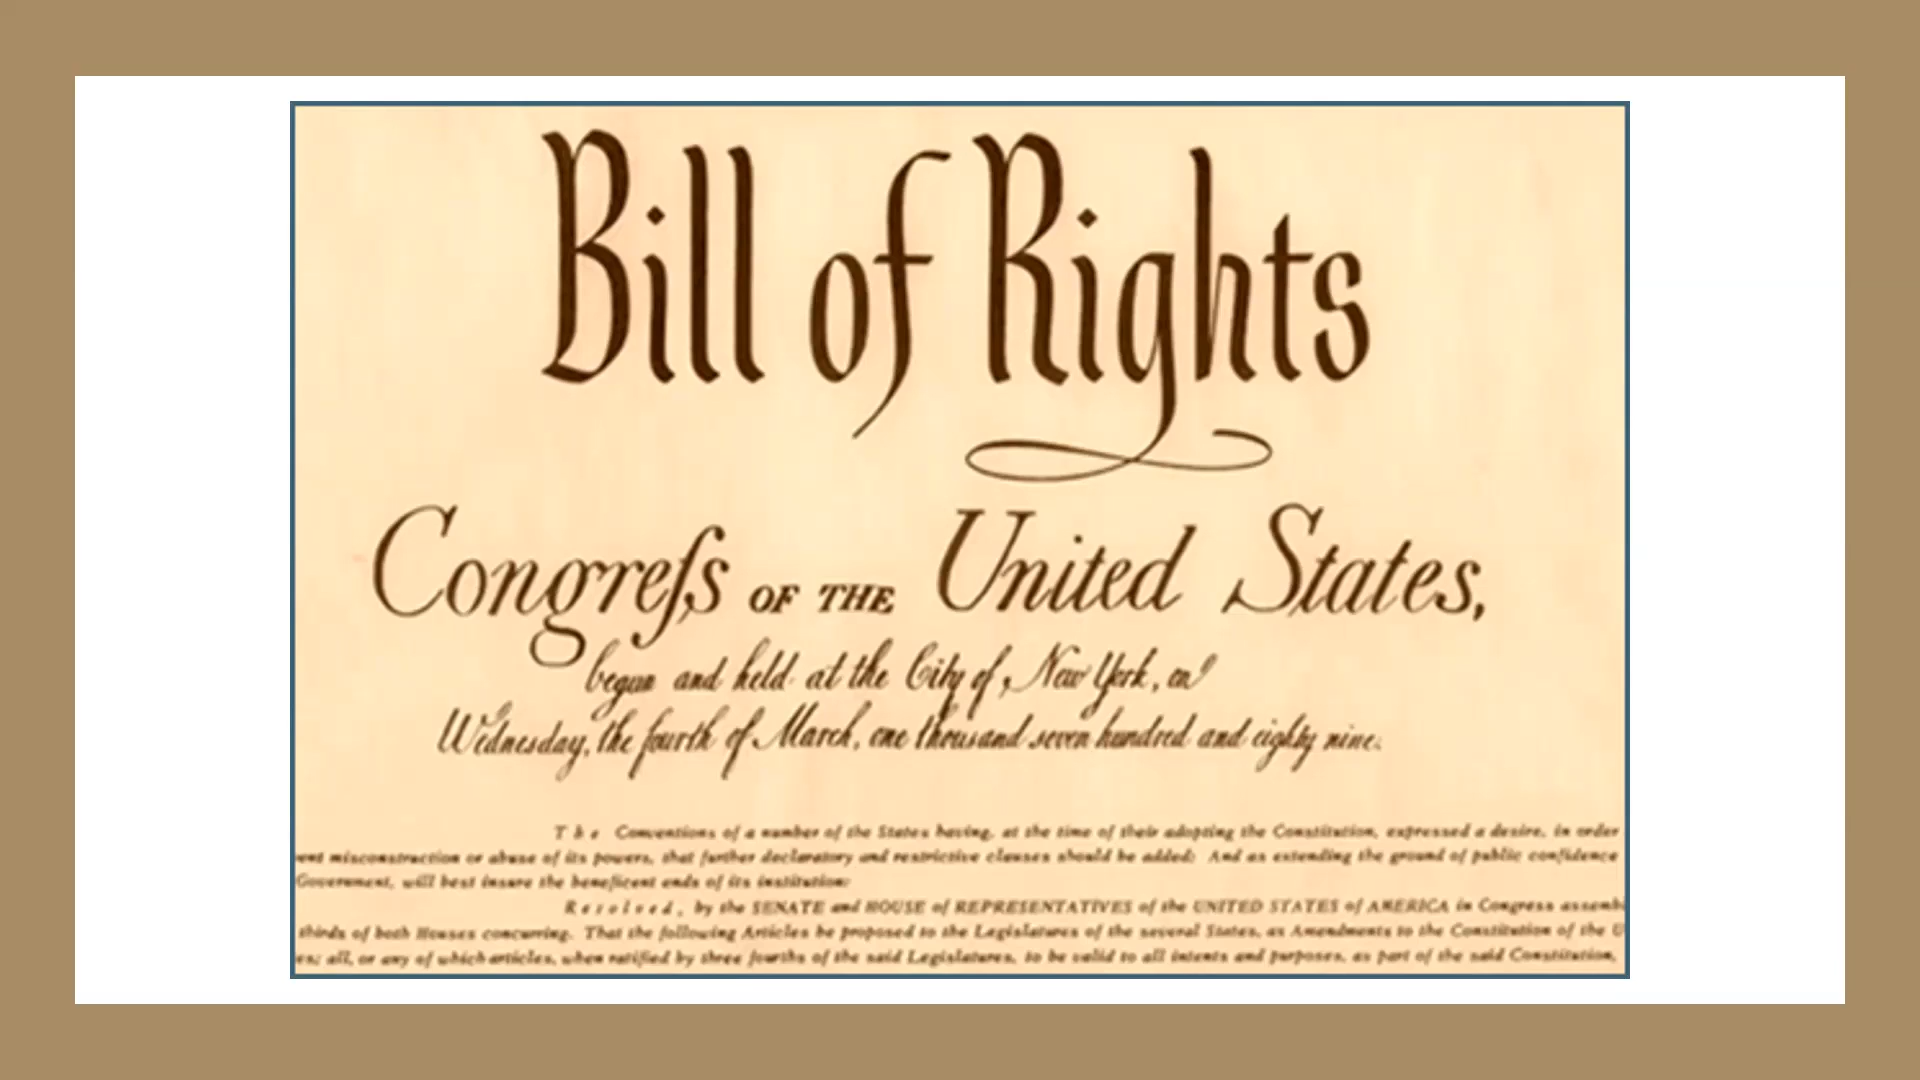 Bill of Rights
Congreſs OF THE United States,
begun and held at the City of New York, on
Wednesday, the fourth of March, one thousand seven hundred and eighty nine.
The Conventions of a number of the States having, at the time of their adopting the Constitution, expressed a desire, in order
ent misconstruction or abuse of its powers, that further declaratory and restrictive clauses should be added: And as extending the ground of public confidence
Government, will best insure the beneficent ends of its institution:
Resolved, by the SENATE and HOUSE of REPRESENTATIVES of the UNITED STATES of AMERICA in Congress assemb
thirds of both Houses concurring. That the following Articles be proposed to the Legislatures of the several States, as Amendments to the Constitution of the U
es; all, or any of which articles, when ratified by three fourths of the said Legislatures, to be valid to all intents and purposes, as part of the said Constitution,